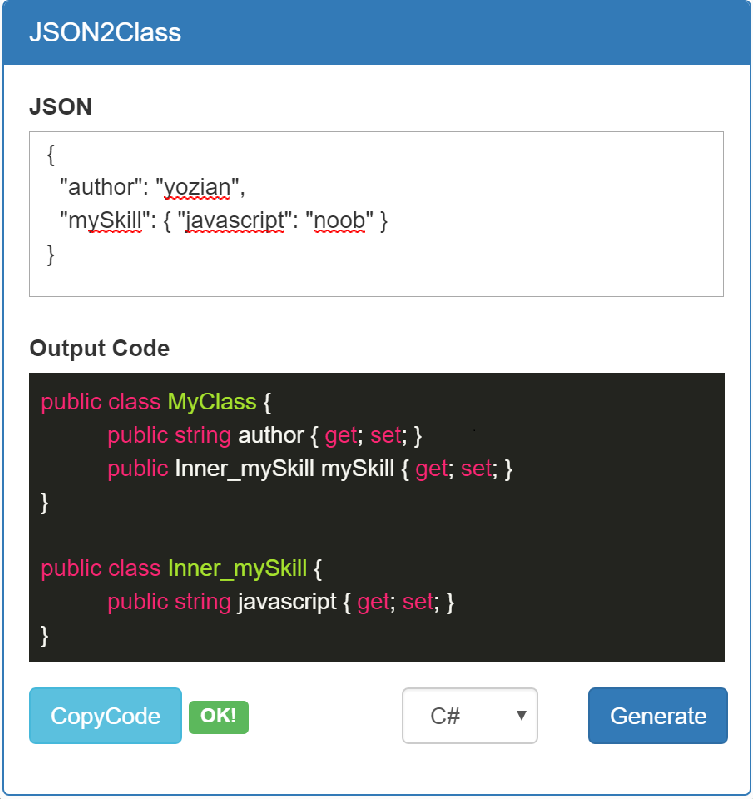 JSON2Class
JSON
{
"author": "yozian",
"mySkill": { "javascript": "noob" }
}
Output Code
public class MyClass {
public string author { get; set; }
public Inner_mySkill mySkill { get; set; }
}
public class Inner_mySkill {
public string javascript { get; set; }
}
CopyCode OK! C# Generate